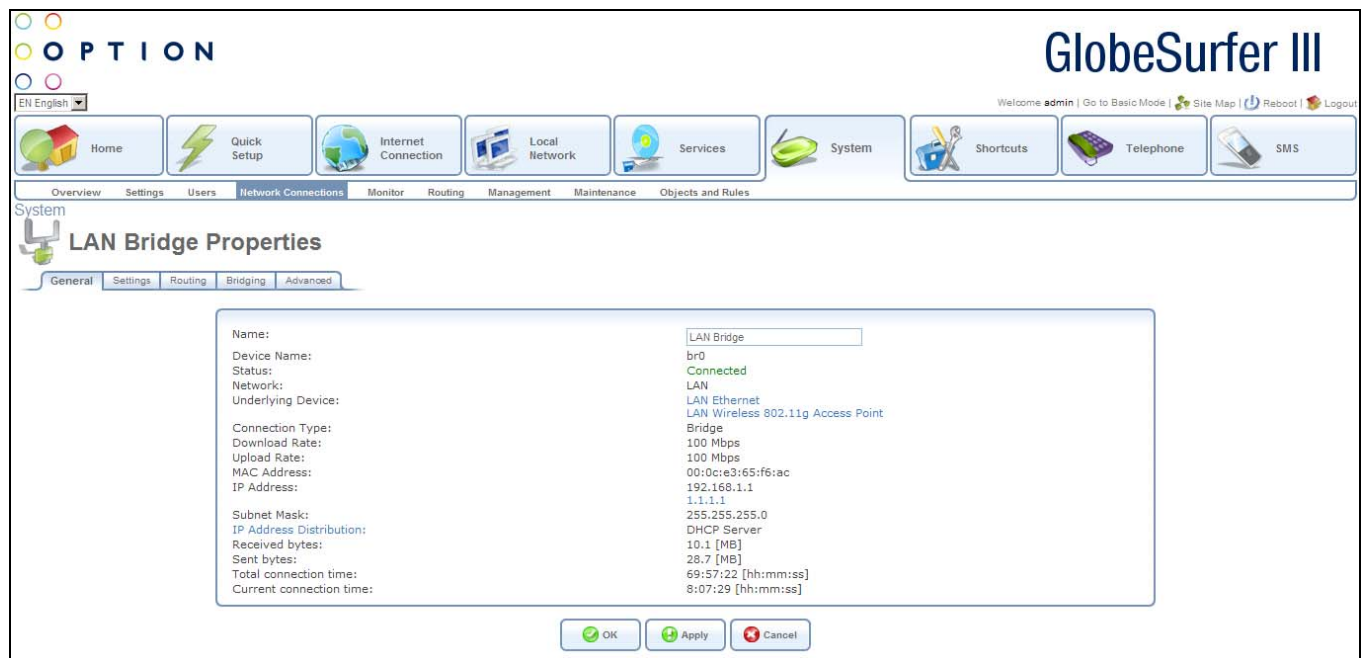 OPTION
GlobeSurfer III
EN English
Welcome admin | Go to Basic Mode | Site Map | Reboot | Logout
Home
Quick Setup
Internet Connection
Local Network
Services
System
Shortcuts
Telephone
SMS
Overview Settings Users Network Connections Monitor Routing Management Maintenance Objects and Rules
System
LAN Bridge Properties
General Settings Routing Bridging Advanced
Name: LAN Bridge
Device Name: br0
Status: Connected
Network: LAN
Underlying Device: LAN Ethernet
LAN Wireless 802.11g Access Point
Connection Type: Bridge
Download Rate: 100 Mbps
Upload Rate: 100 Mbps
MAC Address: 00:0c:e3:65:f6:ac
IP Address: 192.168.1.1
1.1.1.1
Subnet Mask: 255.255.255.0
IP Address Distribution: DHCP Server
Received bytes: 10.1 [MB]
Sent bytes: 28.7 [MB]
Total connection time: 69:57:22 [hh:mm:ss]
Current connection time: 8:07:29 [hh:mm:ss]
OK Apply Cancel